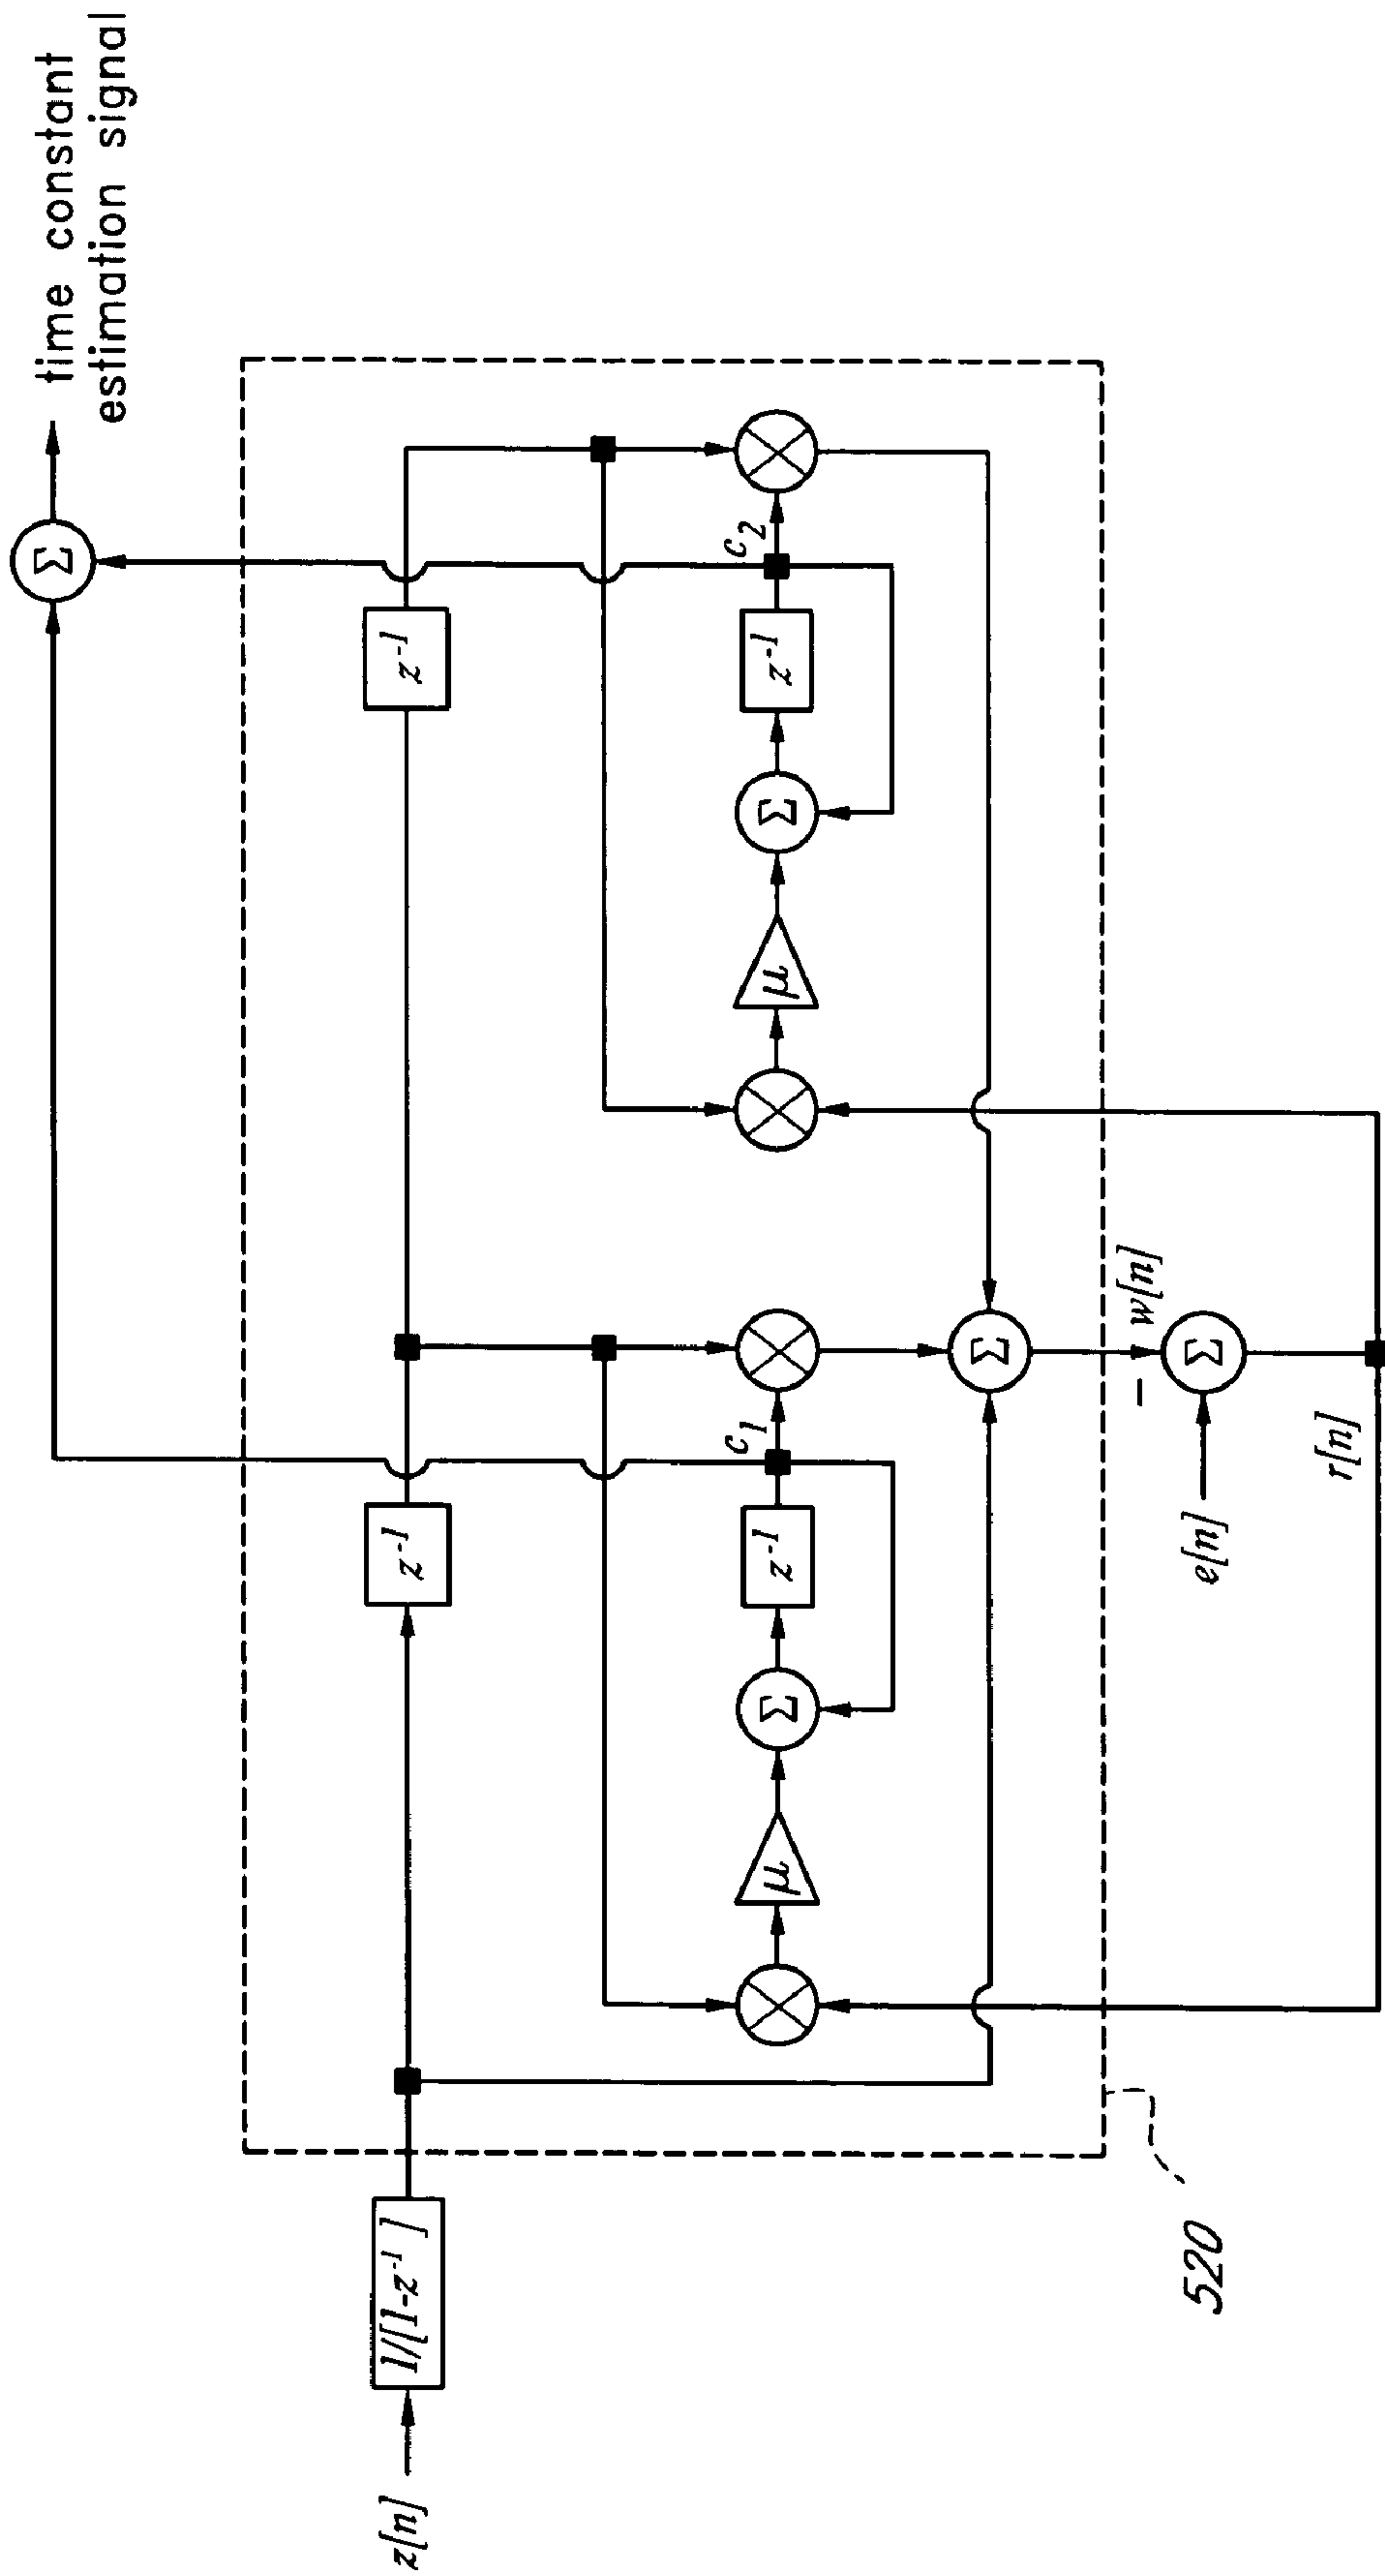 time constant
estimation signal
Σ
z⁻¹
z⁻¹
c₁
c₂
μ
Σ
z⁻¹
μ
Σ
z⁻¹
Σ
z[n]
1/[1-z⁻¹]
520
– w[n]
e[n]
Σ
r[n]